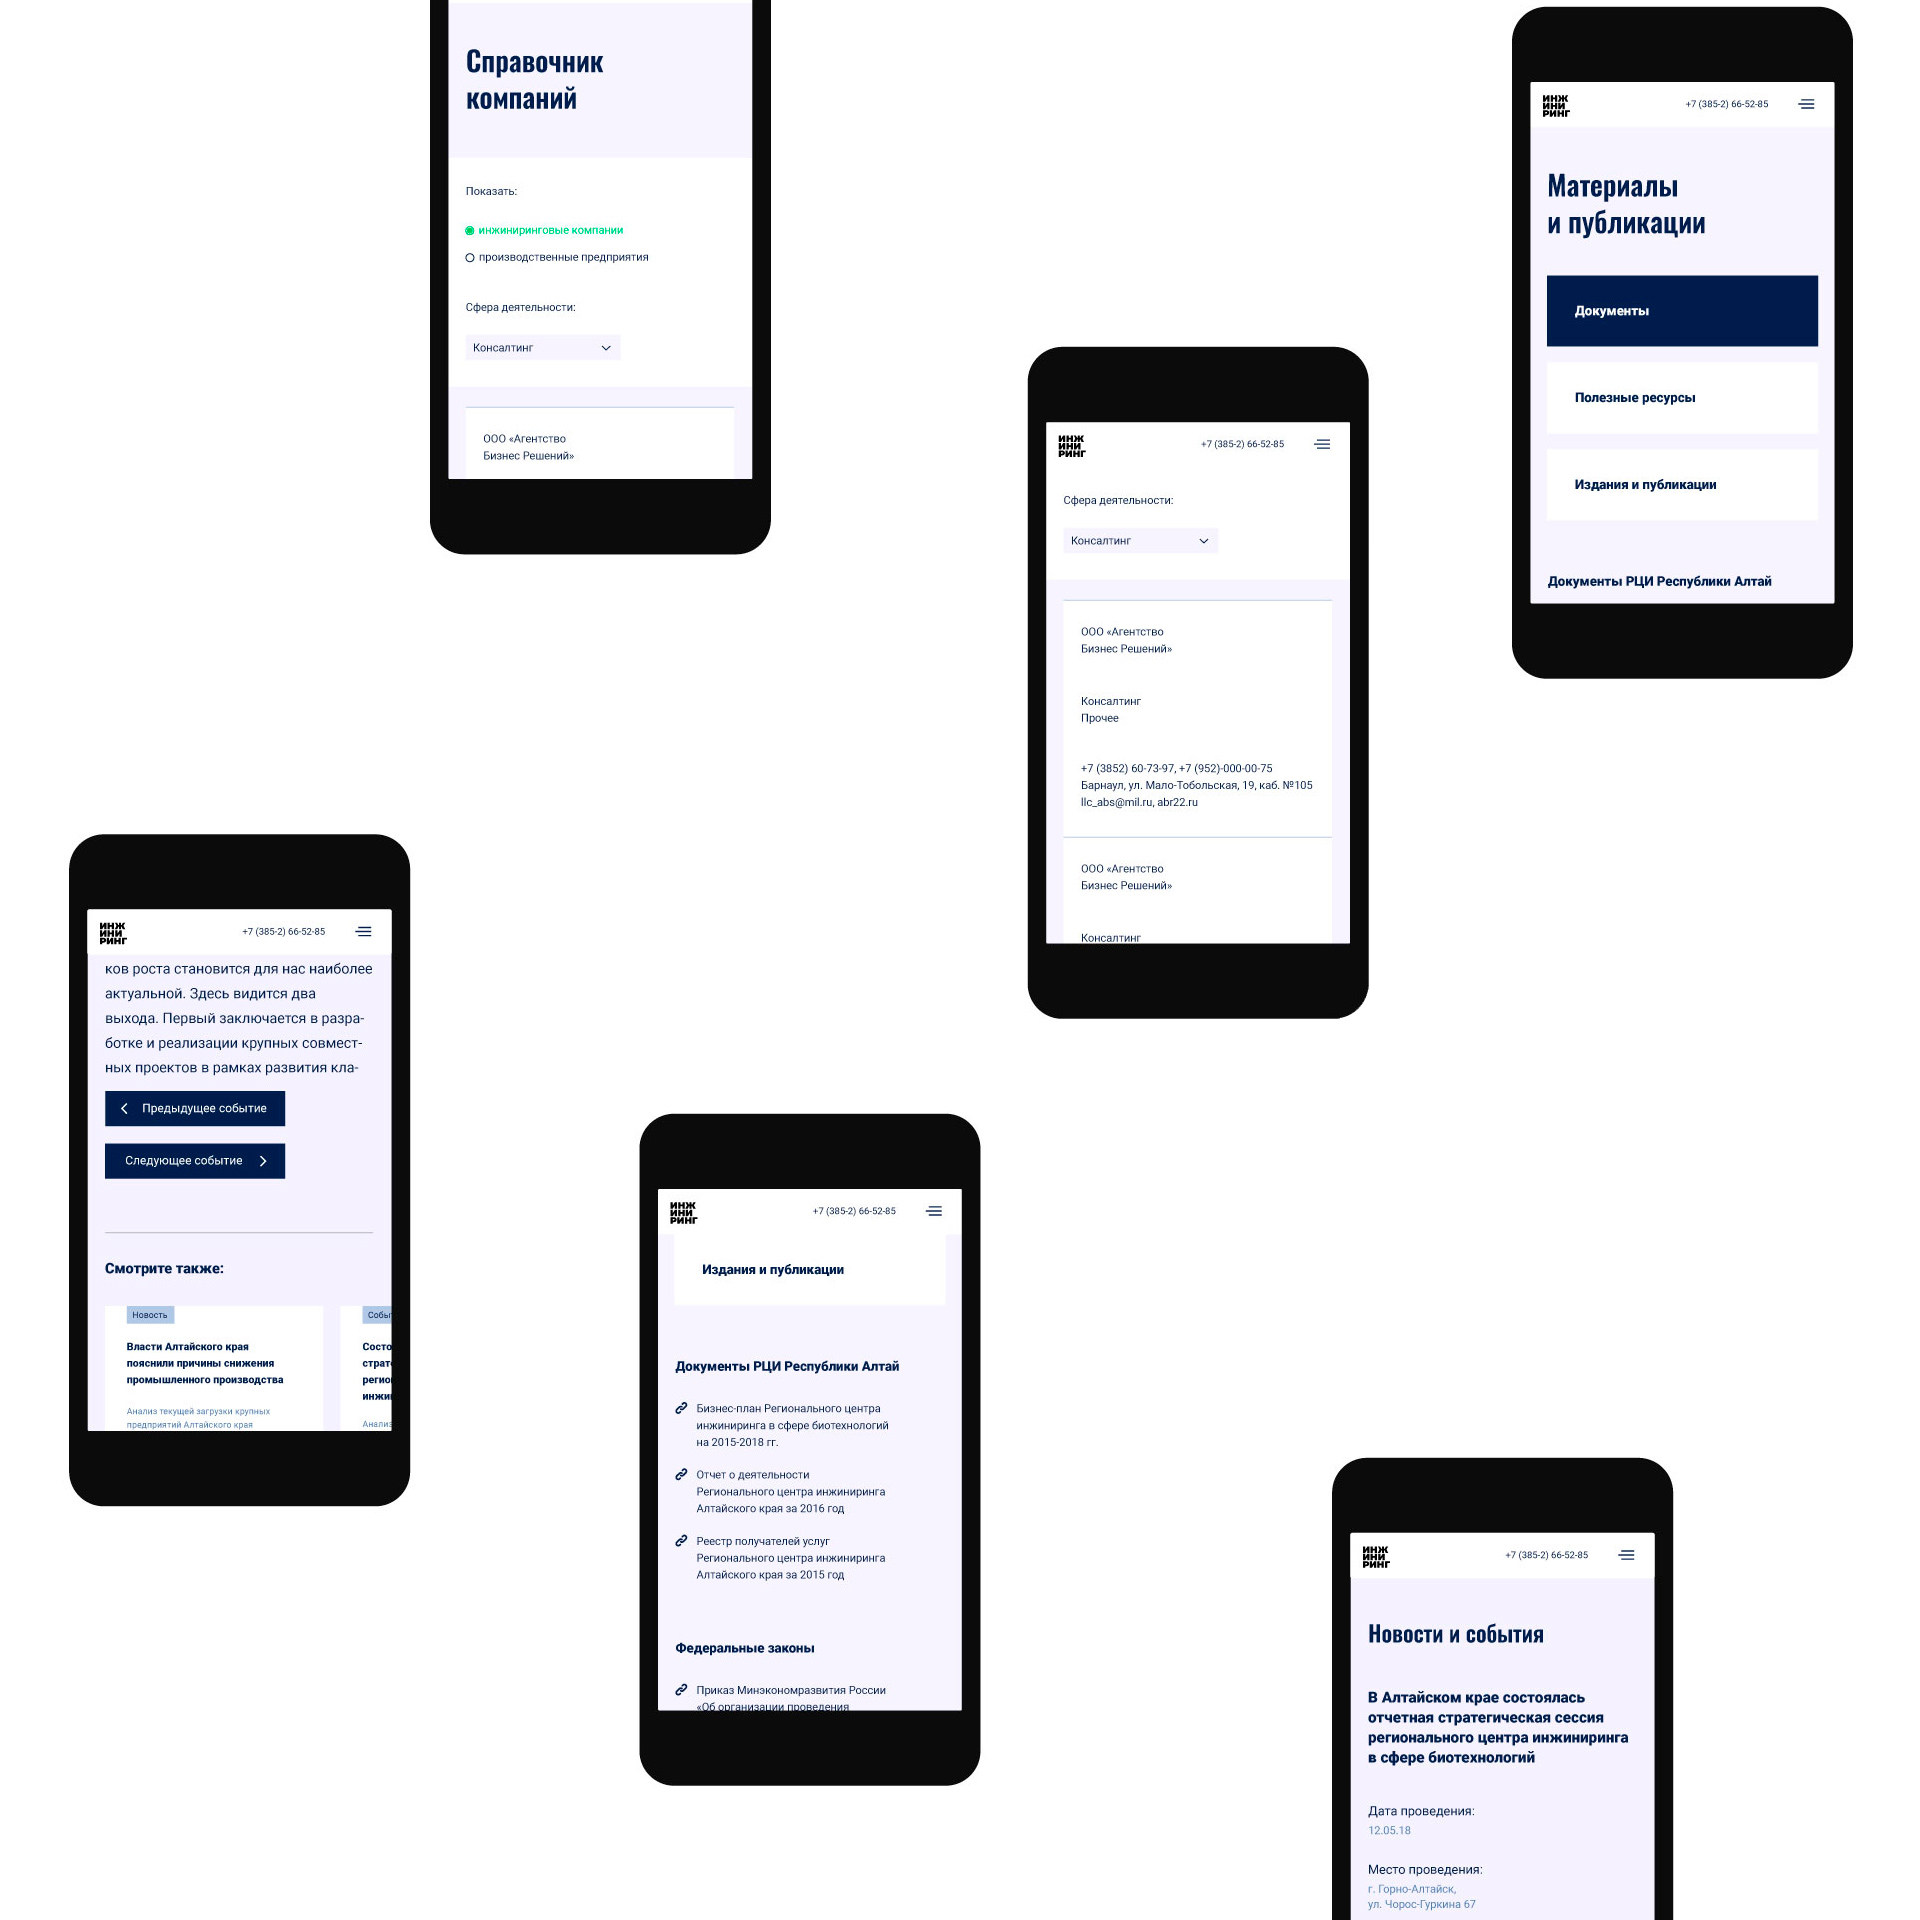 Справочник
компаний
Показать:
инжиниринговые компании
производственные предприятия
Сфера деятельности:
Консалтинг
ООО «Агентство
Бизнес Решений»
ИНЖ
ИНИ
РИНГ
+7 (385-2) 66-52-85
Материалы
и публикации
Документы
Полезные ресурсы
Издания и публикации
Документы РЦИ Республики Алтай
ИНЖ
ИНИ
РИНГ
+7 (385-2) 66-52-85
Сфера деятельности:
Консалтинг
ООО «Агентство
Бизнес Решений»
Консалтинг
Прочее
+7 (3852) 60-73-97, +7 (952)-000-00-75
Барнаул, ул. Мало-Тобольская, 19, каб. №105
llc_abs@mil.ru, abr22.ru
ООО «Агентство
Бизнес Решений»
Консалтинг
ИНЖ
ИНИ
РИНГ
+7 (385-2) 66-52-85
ков роста становится для нас наиболее
актуальной. Здесь видится два
выхода. Первый заключается в разра-
ботке и реализации крупных совмест-
ных проектов в рамках развития кла-
Предыдущее событие
Следующее событие
Смотрите также:
Новость
Власти Алтайского края
пояснили причины снижения
промышленного производства
Анализ текущей загрузки крупных
предприятий Алтайского края
Собы
Состо
страте
регио
инжи
Анализ
ИНЖ
ИНИ
РИНГ
+7 (385-2) 66-52-85
Издания и публикации
Документы РЦИ Республики Алтай
Бизнес-план Регионального центра
инжиниринга в сфере биотехнологий
на 2015-2018 гг.
Отчет о деятельности
Регионального центра инжиниринга
Алтайского края за 2016 год
Реестр получателей услуг
Регионального центра инжиниринга
Алтайского края за 2015 год
Федеральные законы
Приказ Минэкономразвития России
«Об организации проведения
ИНЖ
ИНИ
РИНГ
+7 (385-2) 66-52-85
Новости и события
В Алтайском крае состоялась
отчетная стратегическая сессия
регионального центра инжиниринга
в сфере биотехнологий
Дата проведения:
12.05.18
Место проведения:
г. Горно-Алтайск,
ул. Чорос-Гуркина 67